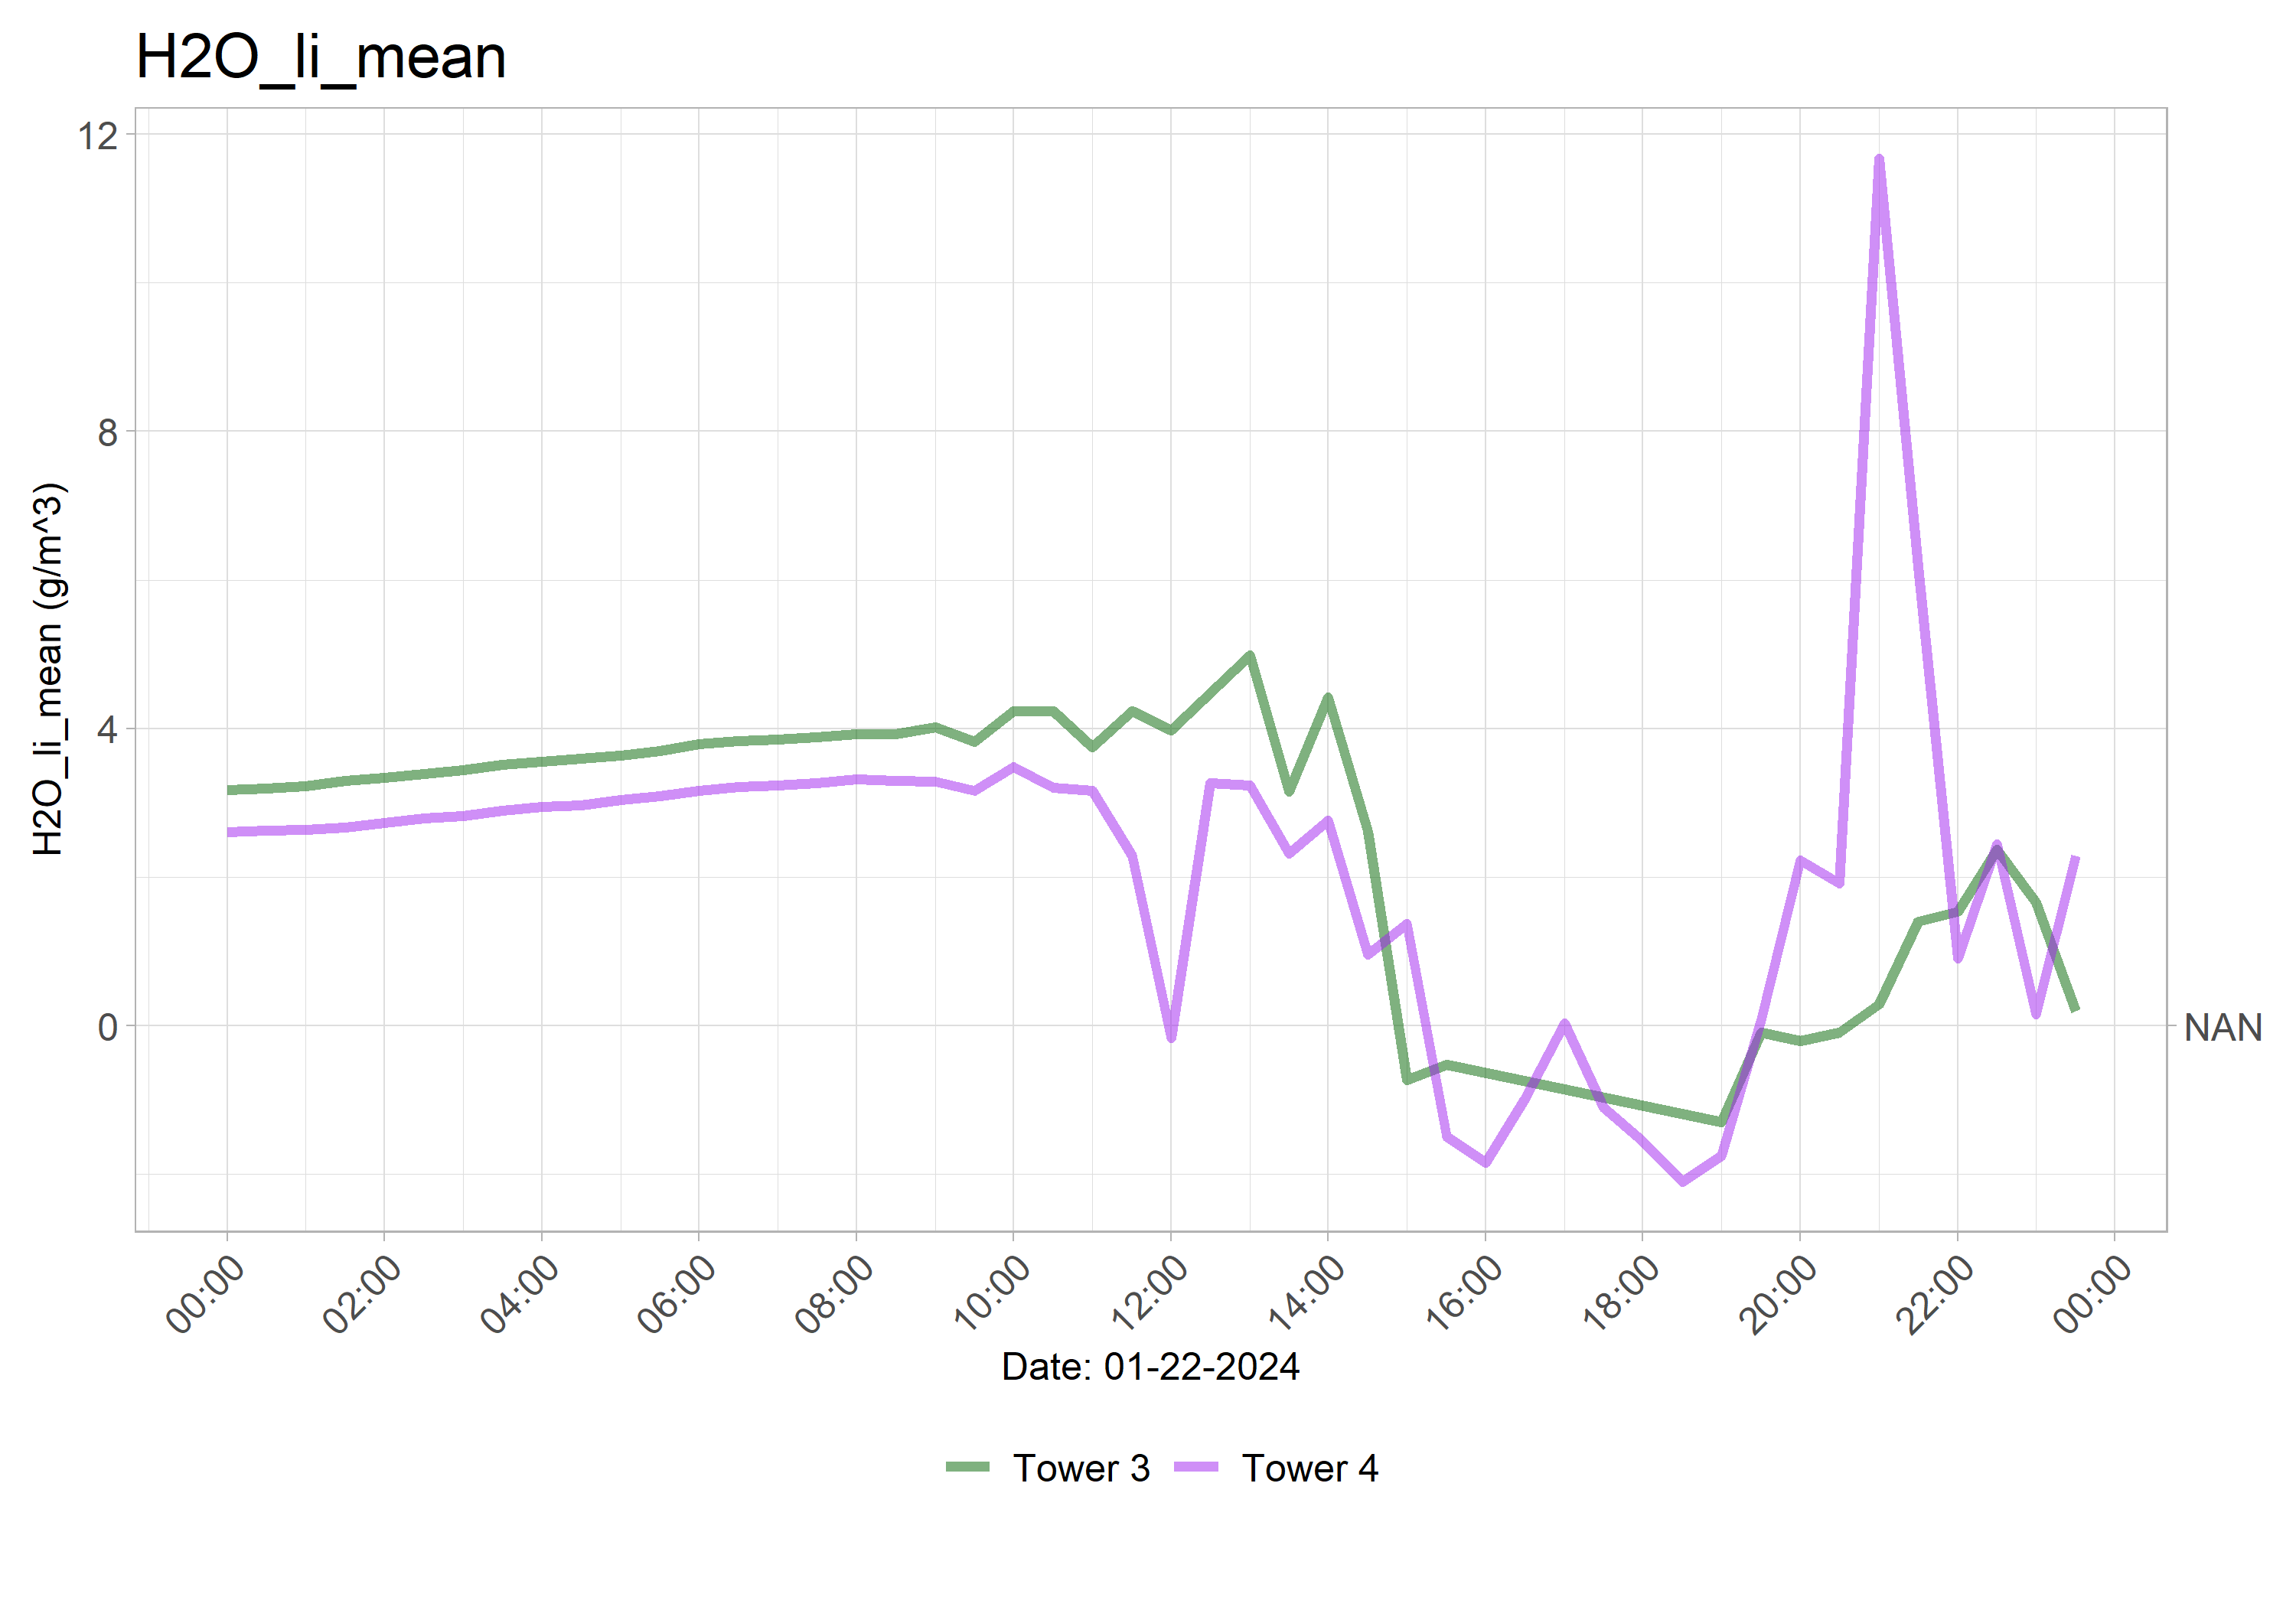 H2O_li_mean
12
8
4
0
H2O_li_mean (g/m^3)
NAN
00:00
02:00
04:00
06:00
08:00
10:00
12:00
14:00
16:00
18:00
20:00
22:00
00:00
Date: 01-22-2024
Tower 3
Tower 4